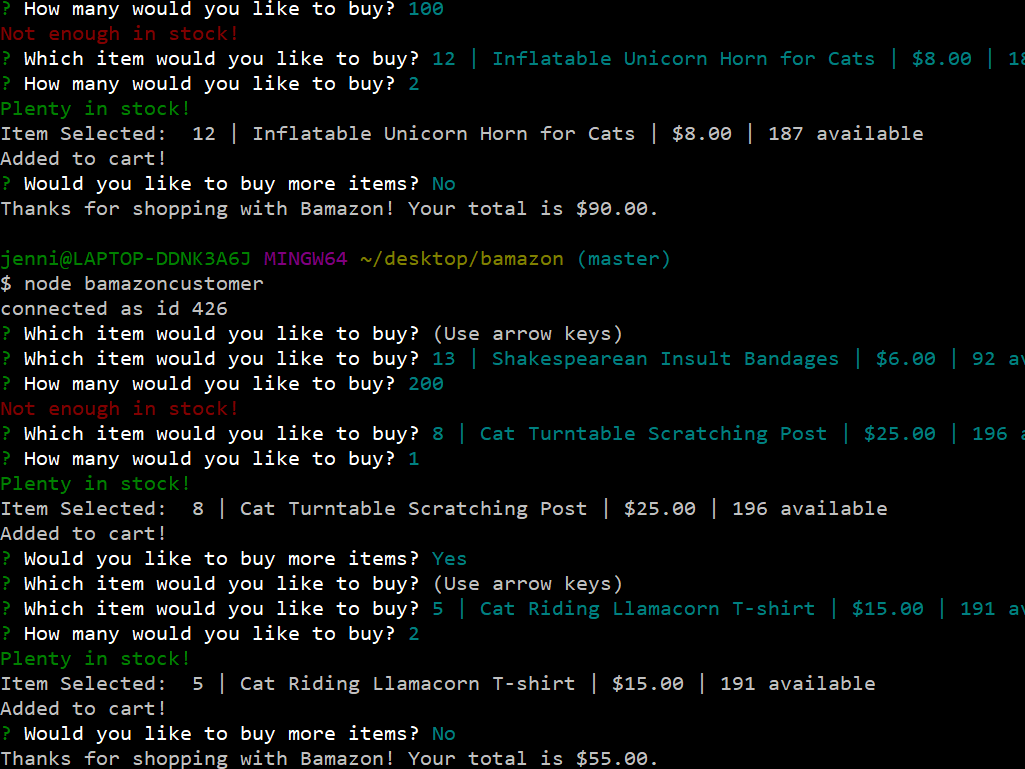 ? How many would you like to buy? 100
Not enough in stock!
? Which item would you like to buy? 12 | Inflatable Unicorn Horn for Cats | $8.00 |
? How many would you like to buy? 2
Plenty in stock!
Item Selected:  12 | Inflatable Unicorn Horn for Cats | $8.00 | 187 available
Added to cart!
? Would you like to buy more items? No
Thanks for shopping with Bamazon! Your total is $90.00.
jenni@LAPTOP-DDNK3A6J MINGW64 ~/desktop/bamazon (master)
$ node bamazoncustomer
connected as id 426
? Which item would you like to buy? (Use arrow keys)
? Which item would you like to buy? 13 | Shakespearean Insult Bandages | $6.00 | 92 av
? How many would you like to buy? 200
Not enough in stock!
? Which item would you like to buy? 8 | Cat Turntable Scratching Post | $25.00 | 196
? How many would you like to buy? 1
Plenty in stock!
Item Selected:  8 | Cat Turntable Scratching Post | $25.00 | 196 available
Added to cart!
? Would you like to buy more items? Yes
? Which item would you like to buy? (Use arrow keys)
? Which item would you like to buy? 5 | Cat Riding Llamacorn T-shirt | $15.00 | 191 av
? How many would you like to buy? 2
Plenty in stock!
Item Selected:  5 | Cat Riding Llamacorn T-shirt | $15.00 | 191 available
Added to cart!
? Would you like to buy more items? No
Thanks for shopping with Bamazon! Your total is $55.00.